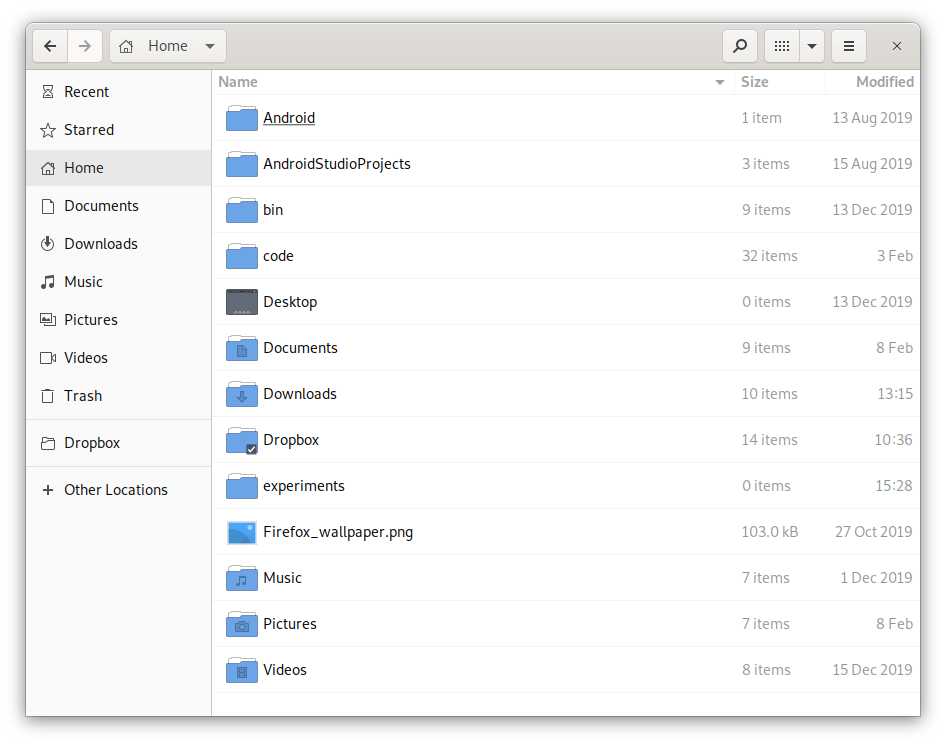 Home
Name Size Modified
Recent
Starred
Home
Documents
Downloads
Music
Pictures
Videos
Trash
Dropbox
Other Locations
Android 1 item 13 Aug 2019
AndroidStudioProjects 3 items 15 Aug 2019
bin 9 items 13 Dec 2019
code 32 items 3 Feb
Desktop 0 items 13 Dec 2019
Documents 9 items 8 Feb
Downloads 10 items 13:15
Dropbox 14 items 10:36
experiments 0 items 15:28
Firefox_wallpaper.png 103.0 kB 27 Oct 2019
Music 7 items 1 Dec 2019
Pictures 7 items 8 Feb
Videos 8 items 15 Dec 2019